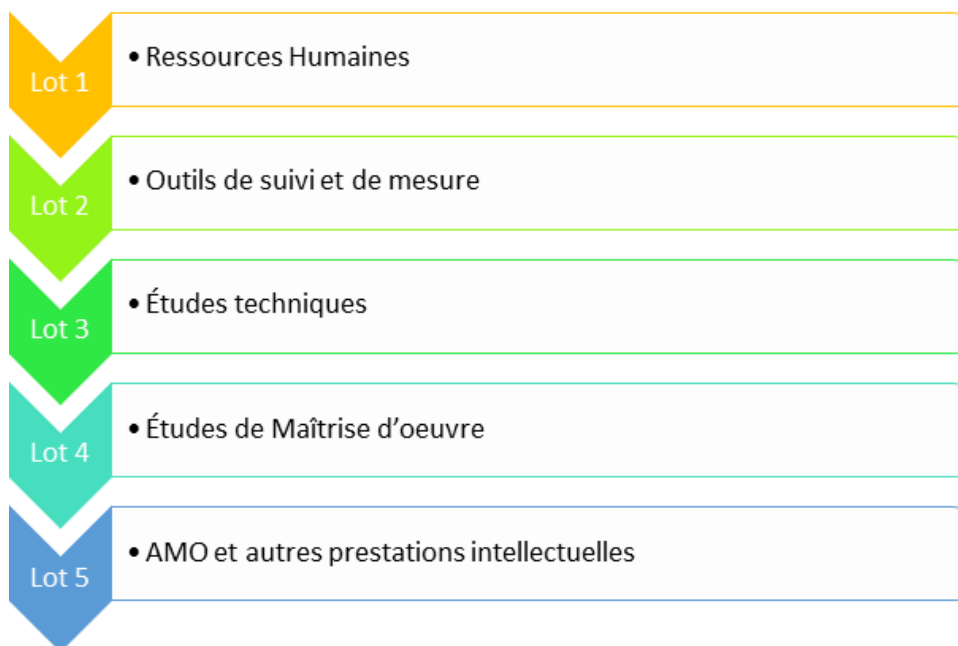 Lot 1
• Ressources Humaines
Lot 2
• Outils de suivi et de mesure
Lot 3
• Études techniques
Lot 4
• Études de Maîtrise d'oeuvre
Lot 5
• AMO et autres prestations intellectuelles